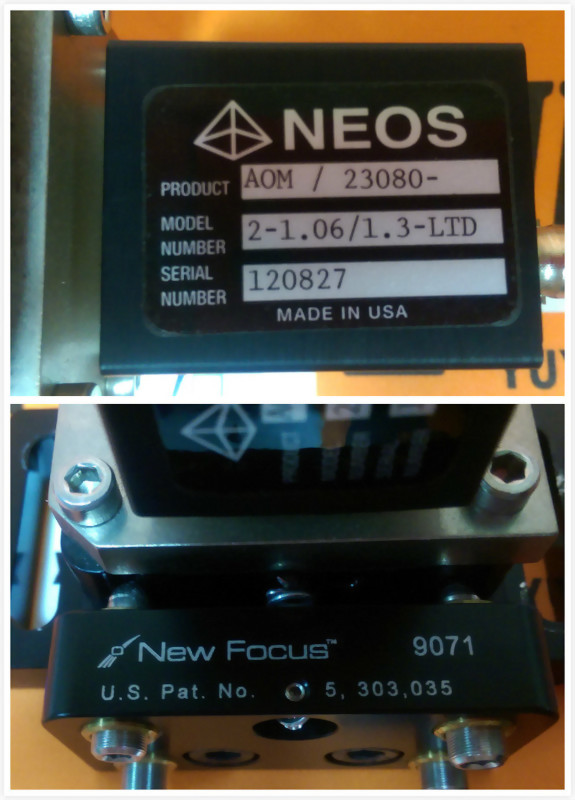 NEOS
PRODUCT AOM / 23080-
MODEL NUMBER 2-1.06/1.3-LTD
SERIAL NUMBER 120827
MADE IN USA
New Focus™ 9071
U.S. Pat. No. 5, 303,035